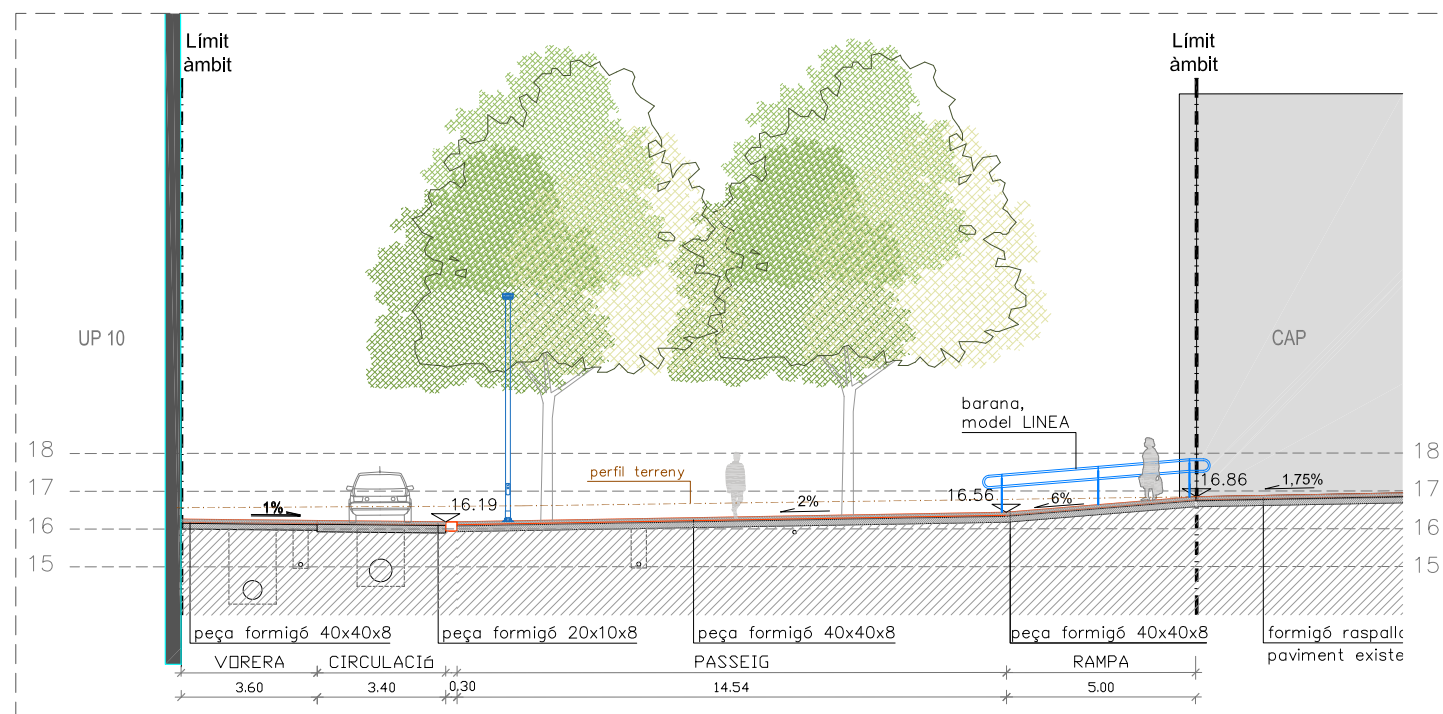 Límit
àmbit
Límit
àmbit
UP 10
CAP
barana,
model LINEA
18
18
perfil terreny
17
17
16.19
16.56
16.86
1%
2%
6%
1,75%
16
16
15
15
peça formigó 40x40x8
peça formigó 20x10x8
peça formigó 40x40x8
peça formigó 40x40x8
formigó
paviment
VORERA
CIRCULACIÓ
PASSEIG
RAMPA
3.60
3.40
0,30
14.54
5.00